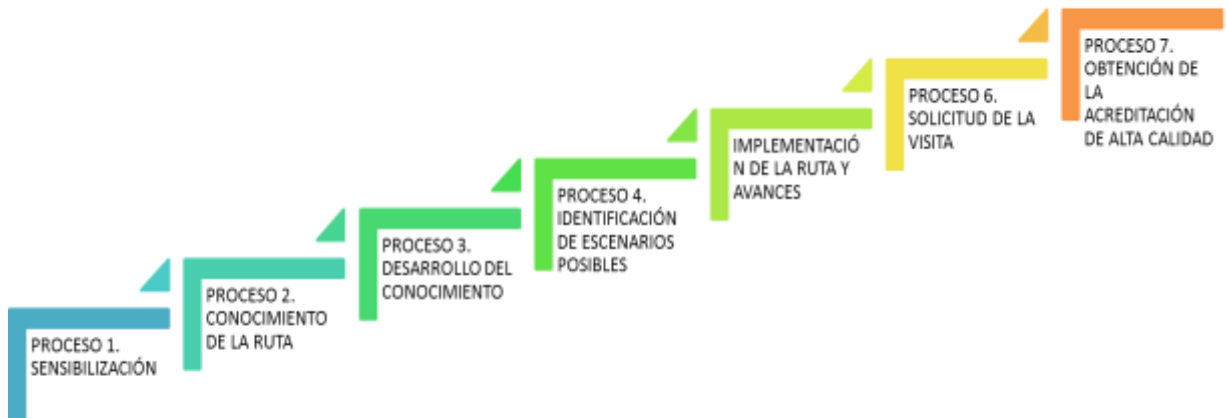 PROCESO 1.
SENSIBILIZACIÓN
PROCESO 2.
CONOCIMIENTO
DE LA RUTA
PROCESO 3.
DESARROLLO DEL
CONOCIMIENTO
PROCESO 4.
IDENTIFICACIÓN
DE ESCENARIOS
POSIBLES
IMPLEMENTACIÓ
N DE LA RUTA Y
AVANCES
PROCESO 6.
SOLICITUD DE LA
VISITA
PROCESO 7.
OBTENCIÓN DE
LA
ACREDITACIÓN
DE ALTA CALIDAD